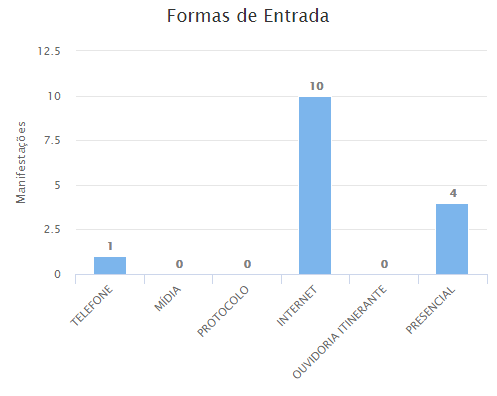 Formas de Entrada
Manifestações
12.5
10
7.5
5
2.5
0
1
0
0
10
0
4
TELEFONE
MÍDIA
PROTOCOLO
INTERNET
OUVIDORIA ITINERANTE
PRESENCIAL